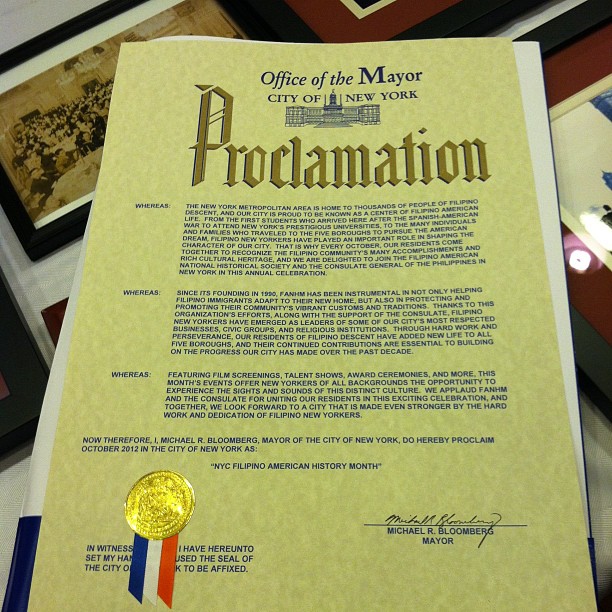 Office of the Mayor
CITY OF NEW YORK
Proclamation
WHEREAS: THE NEW YORK METROPOLITAN AREA IS HOME TO THOUSANDS OF PEOPLE OF FILIPINO
DESCENT, AND OUR CITY IS PROUD TO BE KNOWN AS A CENTER OF FILIPINO AMERICAN
LIFE. FROM THE FIRST STUDENTS WHO ARRIVED HERE AFTER THE SPANISH-AMERICAN
WAR TO ATTEND NEW YORK'S PRESTIGIOUS UNIVERSITIES, TO THE MANY INDIVIDUALS
AND FAMILIES WHO TRAVELED TO THE FIVE BOROUGHS TO PURSUE THE AMERICAN
DREAM, FILIPINO NEW YORKERS HAVE PLAYED AN IMPORTANT ROLE IN SHAPING THE
CHARACTER OF OUR CITY. THAT IS WHY EVERY OCTOBER, OUR RESIDENTS COME
TOGETHER TO RECOGNIZE THE FILIPINO COMMUNITY'S MANY ACCOMPLISHMENTS AND
RICH CULTURAL HERITAGE, AND WE ARE DELIGHTED TO JOIN THE FILIPINO AMERICAN
NATIONAL HISTORICAL SOCIETY AND THE CONSULATE GENERAL OF THE PHILIPPINES IN
NEW YORK IN THIS ANNUAL CELEBRATION.
WHEREAS: SINCE ITS FOUNDING IN 1990, FANHM HAS BEEN INSTRUMENTAL IN NOT ONLY HELPING
FILIPINO IMMIGRANTS ADAPT TO THEIR NEW HOME, BUT ALSO IN PROTECTING AND
PROMOTING THEIR COMMUNITY'S VIBRANT CUSTOMS AND TRADITIONS. THANKS TO THIS
ORGANIZATION'S EFFORTS, ALONG WITH THE SUPPORT OF THE CONSULATE, FILIPINO
NEW YORKERS HAVE EMERGED AS LEADERS OF SOME OF OUR CITY'S MOST RESPECTED
BUSINESSES, CIVIC GROUPS, AND RELIGIOUS INSTITUTIONS. THROUGH HARD WORK AND
PERSEVERANCE, OUR RESIDENTS OF FILIPINO DESCENT HAVE ADDED NEW LIFE TO ALL
FIVE BOROUGHS, AND THEIR CONTINUED CONTRIBUTIONS ARE ESSENTIAL TO BUILDING
ON THE PROGRESS OUR CITY HAS MADE OVER THE PAST DECADE.
WHEREAS: FEATURING FILM SCREENINGS, TALENT SHOWS, AWARD CEREMONIES, AND MORE, THIS
MONTH'S EVENTS OFFER NEW YORKERS OF ALL BACKGROUNDS THE OPPORTUNITY TO
EXPERIENCE THE SIGHTS AND SOUNDS OF THIS DISTINCT CULTURE. WE APPLAUD FANHM
AND THE CONSULATE FOR UNITING OUR RESIDENTS IN THIS EXCITING CELEBRATION, AND
TOGETHER, WE LOOK FORWARD TO A CITY THAT IS MADE EVEN STRONGER BY THE HARD
WORK AND DEDICATION OF FILIPINO NEW YORKERS.
NOW THEREFORE, I, MICHAEL R. BLOOMBERG, MAYOR OF THE CITY OF NEW YORK, DO HEREBY PROCLAIM
OCTOBER 2012 IN THE CITY OF NEW YORK AS:
"NYC FILIPINO AMERICAN HISTORY MONTH"
Michael R. Bloomberg
MICHAEL R. BLOOMBERG
MAYOR
IN WITNESS I HAVE HEREUNTO
SET MY USED THE SEAL OF
THE CITY TO BE AFFIXED.